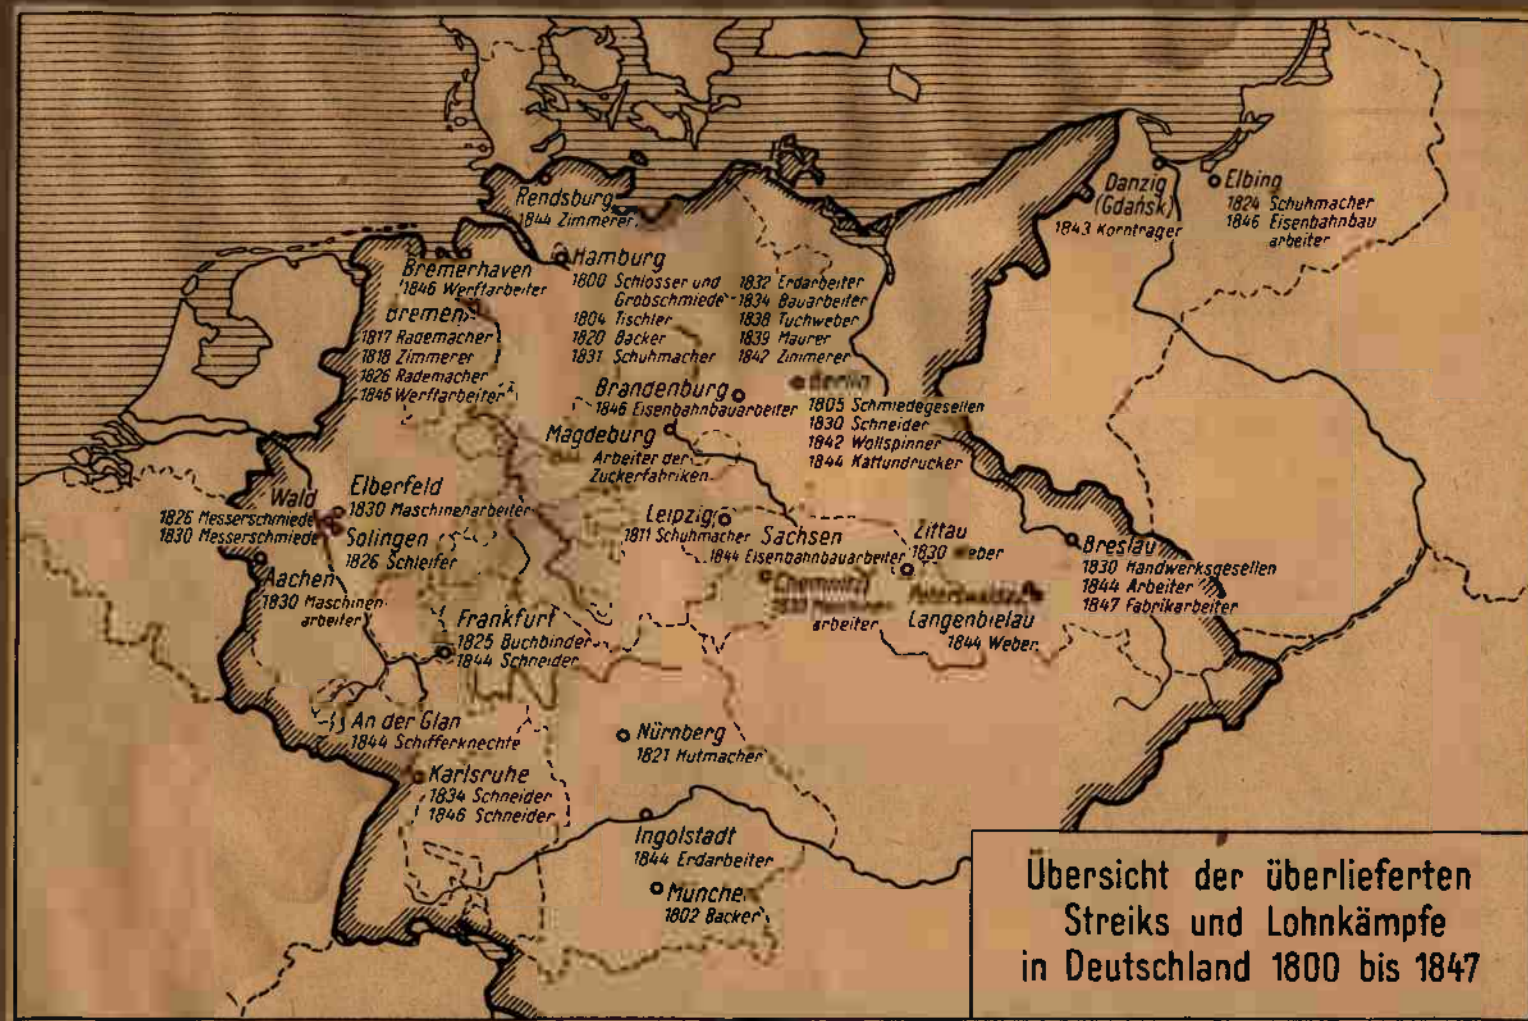 Rendsburg
1844 Zimmerer
Danzig
(Gdańsk)
1843 Kornträger
Elbing
1824 Schuhmacher
1846 Eisenbahnbau
arbeiter
Bremerhaven
1846 Werftarbeiter
Bremen
1817 Rademacher
1818 Zimmerer
1826 Rademacher
1846 Werftarbeiter
Hamburg
1800 Schlosser und
Grobschmiede
1804 Tischler
1820 Backer
1831 Schuhmacher
1832 Erdarbeiter
1834 Bauarbeiter
1838 Tuchweber
1839 Maurer
1842 Zimmerer
Brandenburg
1846 Eisenbahnbauarbeiter
Berlin
1805 Schmiedegesellen
1830 Schneider
1842 Wollspinner
1844 Kattundrucker
Magdeburg
Arbeiter der
Zuckerfabriken
Wald
1826 Messerschmiede
1830 Messerschmiede
Elberfeld
1830 Maschinenarbeiter
Solingen
1826 Schleifer
Aachen
1830 Maschinen
arbeiter
Leipzig
1811 Schuhmacher
Sachsen
1844 Eisenbahnbauarbeiter
Zittau
1830
Breslau
1830 Handwerksgesellen
1844 Arbeiter
1847 Fabrikarbeiter
Chemnitz
arbeiter
Langenbielau
1844 Weber
Frankfurt
1825 Buchbinder
1844 Schneider
An der Glan
1844 Schifferknechte
Karlsruhe
1834 Schneider
1846 Schneider
Nürnberg
1821 Hutmacher
Ingolstadt
1844 Erdarbeiter
Munche
1802 Backer
Übersicht der überlieferten
Streiks und Lohnkämpfe
in Deutschland 1800 bis 1847